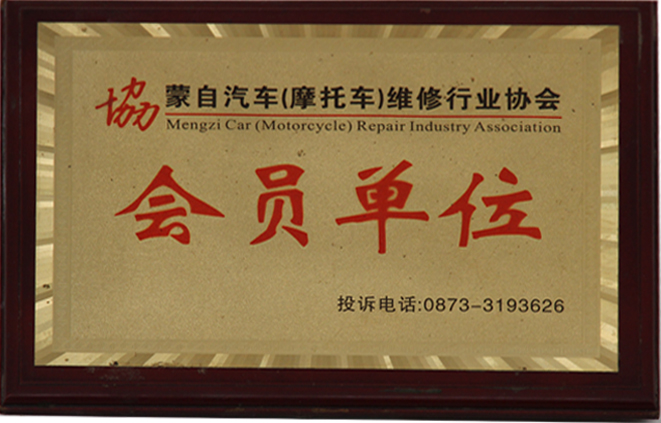 協 蒙自汽车(摩托车)维修行业协会
Mengzi Car (Motorcycle) Repair Industry Association
会员单位
投诉电话:0873-3193626